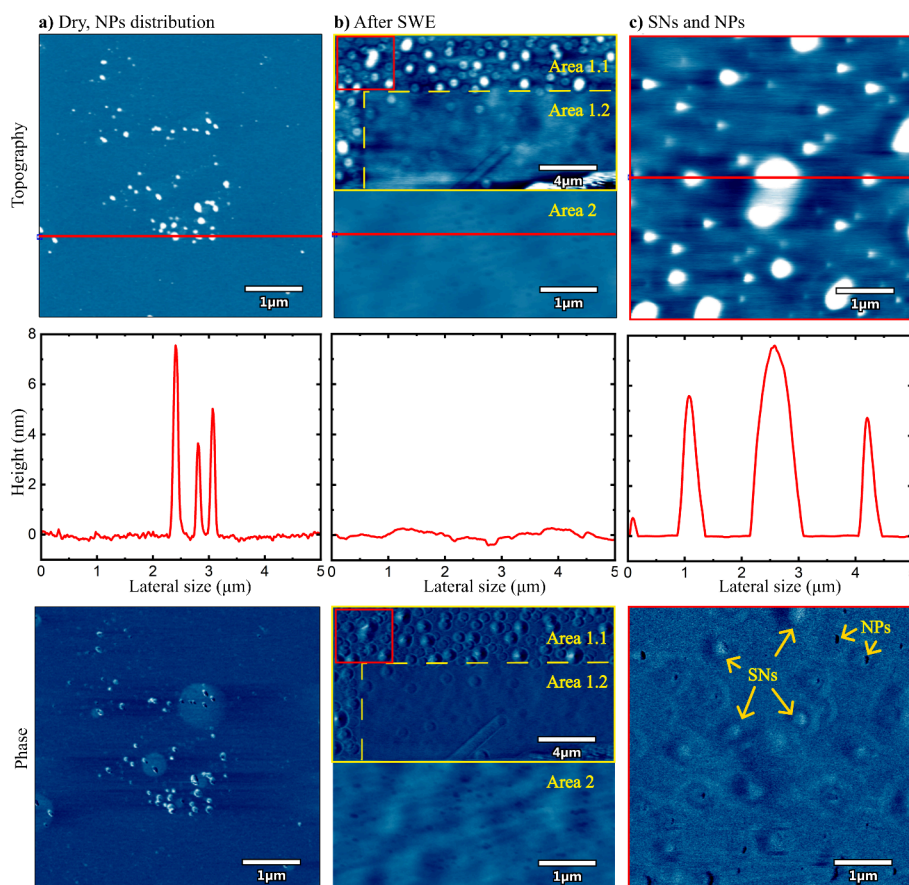 a) Dry, NPs distribution
b) After SWE
c) SNs and NPs
Topography
1µm
Area 1.1
Area 1.2
4µm
Area 2
1µm
1µm
Height (nm)
8
6
4
2
0
0 1 2 3 4 5
Lateral size (µm)
0 1 2 3 4 5
Lateral size (µm)
0 1 2 3 4
Lateral size (µm)
Phase
1µm
Area 1.1
Area 1.2
4µm
Area 2
1µm
NPs
SNs
1µm